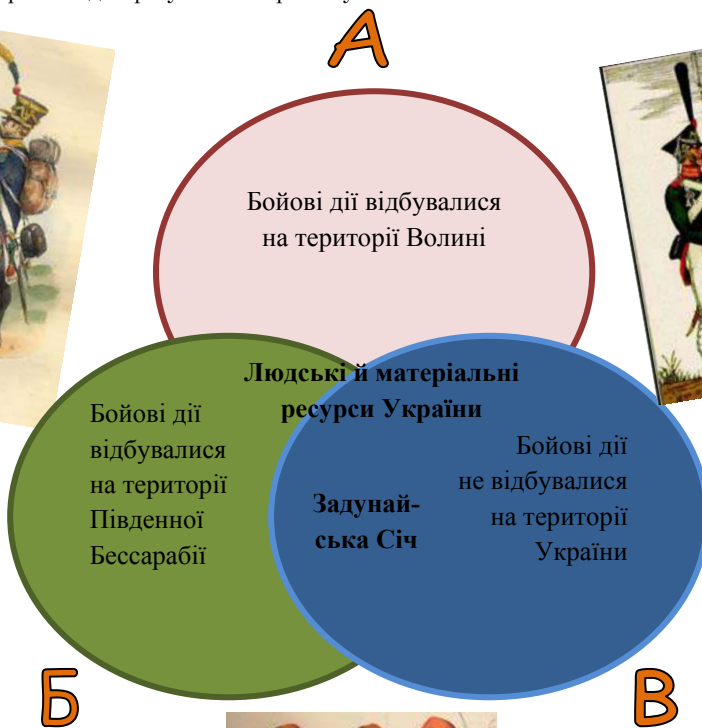 А
Бойові дії відбувалися
на території Волині
Людські й матеріальні
ресурси України
Бойові дії
відбувалися
на території
Південної
Бессарабії
Задунай-
ська Січ
Бойові дії
не відбувалися
на території
України
Б
В